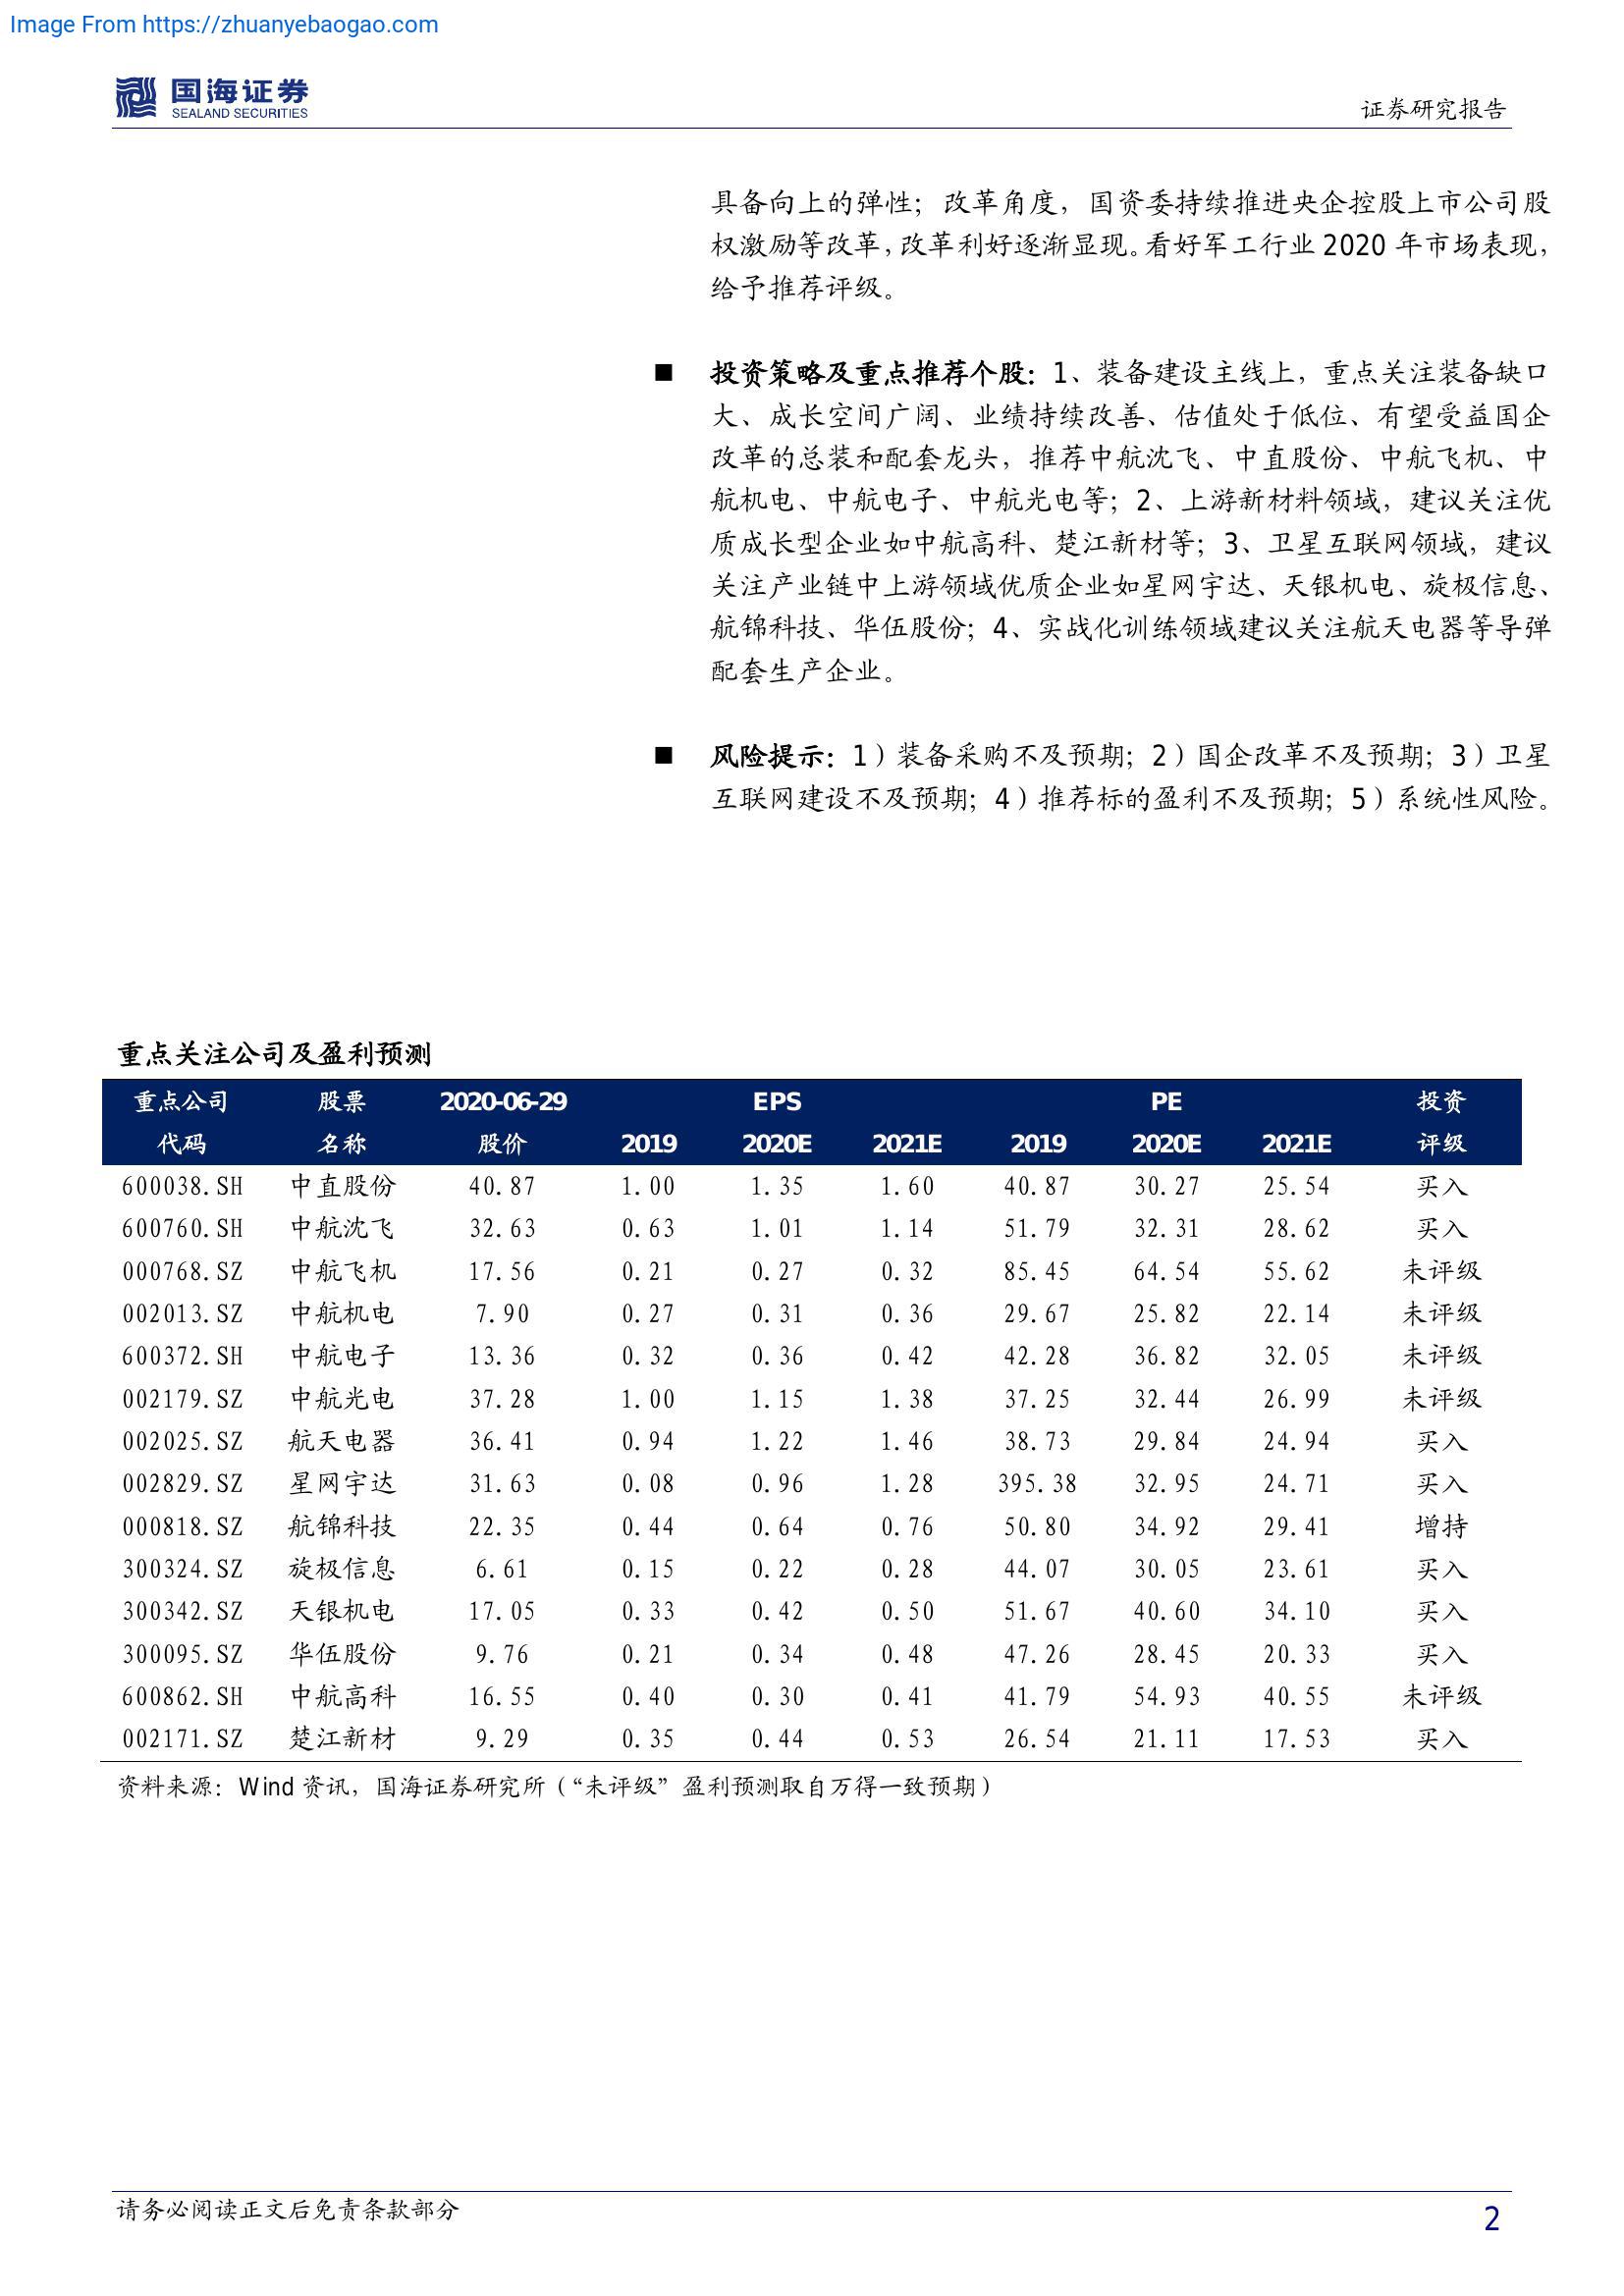 Image From https://zhuanyebaogao.com
国海证券
SEALAND SECURITIES
证券研究报告
具备向上的弹性；改革角度，国资委持续推进央企控股上市公司股
权激励等改革，改革利好逐渐显现。看好军工行业 2020 年市场表现，
给予推荐评级。
■ 投资策略及重点推荐个股：1、装备建设主线上，重点关注装备缺口
大、成长空间广阔、业绩持续改善、估值处于低位、有望受益国企
改革的总装和配套龙头，推荐中航沈飞、中直股份、中航飞机、中
航机电、中航电子、中航光电等；2、上游新材料领域，建议关注优
质成长型企业如中航高科、楚江新材等；3、卫星互联网领域，建议
关注产业链中上游领域优质企业如星网宇达、天银机电、旋极信息、
航锦科技、华伍股份；4、实战化训练领域建议关注航天电器等导弹
配套生产企业。
■ 风险提示：1）装备采购不及预期；2）国企改革不及预期；3）卫星
互联网建设不及预期；4）推荐标的盈利不及预期；5）系统性风险。
重点关注公司及盈利预测
重点公司 股票 2020-06-29 EPS PE 投资
代码 名称 股价 2019 2020E 2021E 2019 2020E 2021E 评级
600038.SH 中直股份 40.87 1.00 1.35 1.60 40.87 30.27 25.54 买入
600760.SH 中航沈飞 32.63 0.63 1.01 1.14 51.79 32.31 28.62 买入
000768.SZ 中航飞机 17.56 0.21 0.27 0.32 85.45 64.54 55.62 未评级
002013.SZ 中航机电 7.90 0.27 0.31 0.36 29.67 25.82 22.14 未评级
600372.SH 中航电子 13.36 0.32 0.36 0.42 42.28 36.82 32.05 未评级
002179.SZ 中航光电 37.28 1.00 1.15 1.38 37.25 32.44 26.99 未评级
002025.SZ 航天电器 36.41 0.94 1.22 1.46 38.73 29.84 24.94 买入
002829.SZ 星网宇达 31.63 0.08 0.96 1.28 395.38 32.95 24.71 买入
000818.SZ 航锦科技 22.35 0.44 0.64 0.76 50.80 34.92 29.41 增持
300324.SZ 旋极信息 6.61 0.15 0.22 0.28 44.07 30.05 23.61 买入
300342.SZ 天银机电 17.05 0.33 0.42 0.50 51.67 40.60 34.10 买入
300095.SZ 华伍股份 9.76 0.21 0.34 0.48 47.26 28.45 20.33 买入
600862.SH 中航高科 16.55 0.40 0.30 0.41 41.79 54.93 40.55 未评级
002171.SZ 楚江新材 9.29 0.35 0.44 0.53 26.54 21.11 17.53 买入
资料来源：Wind 资讯，国海证券研究所（“未评级”盈利预测取自万得一致预期）
请务必阅读正文后免责条款部分
2